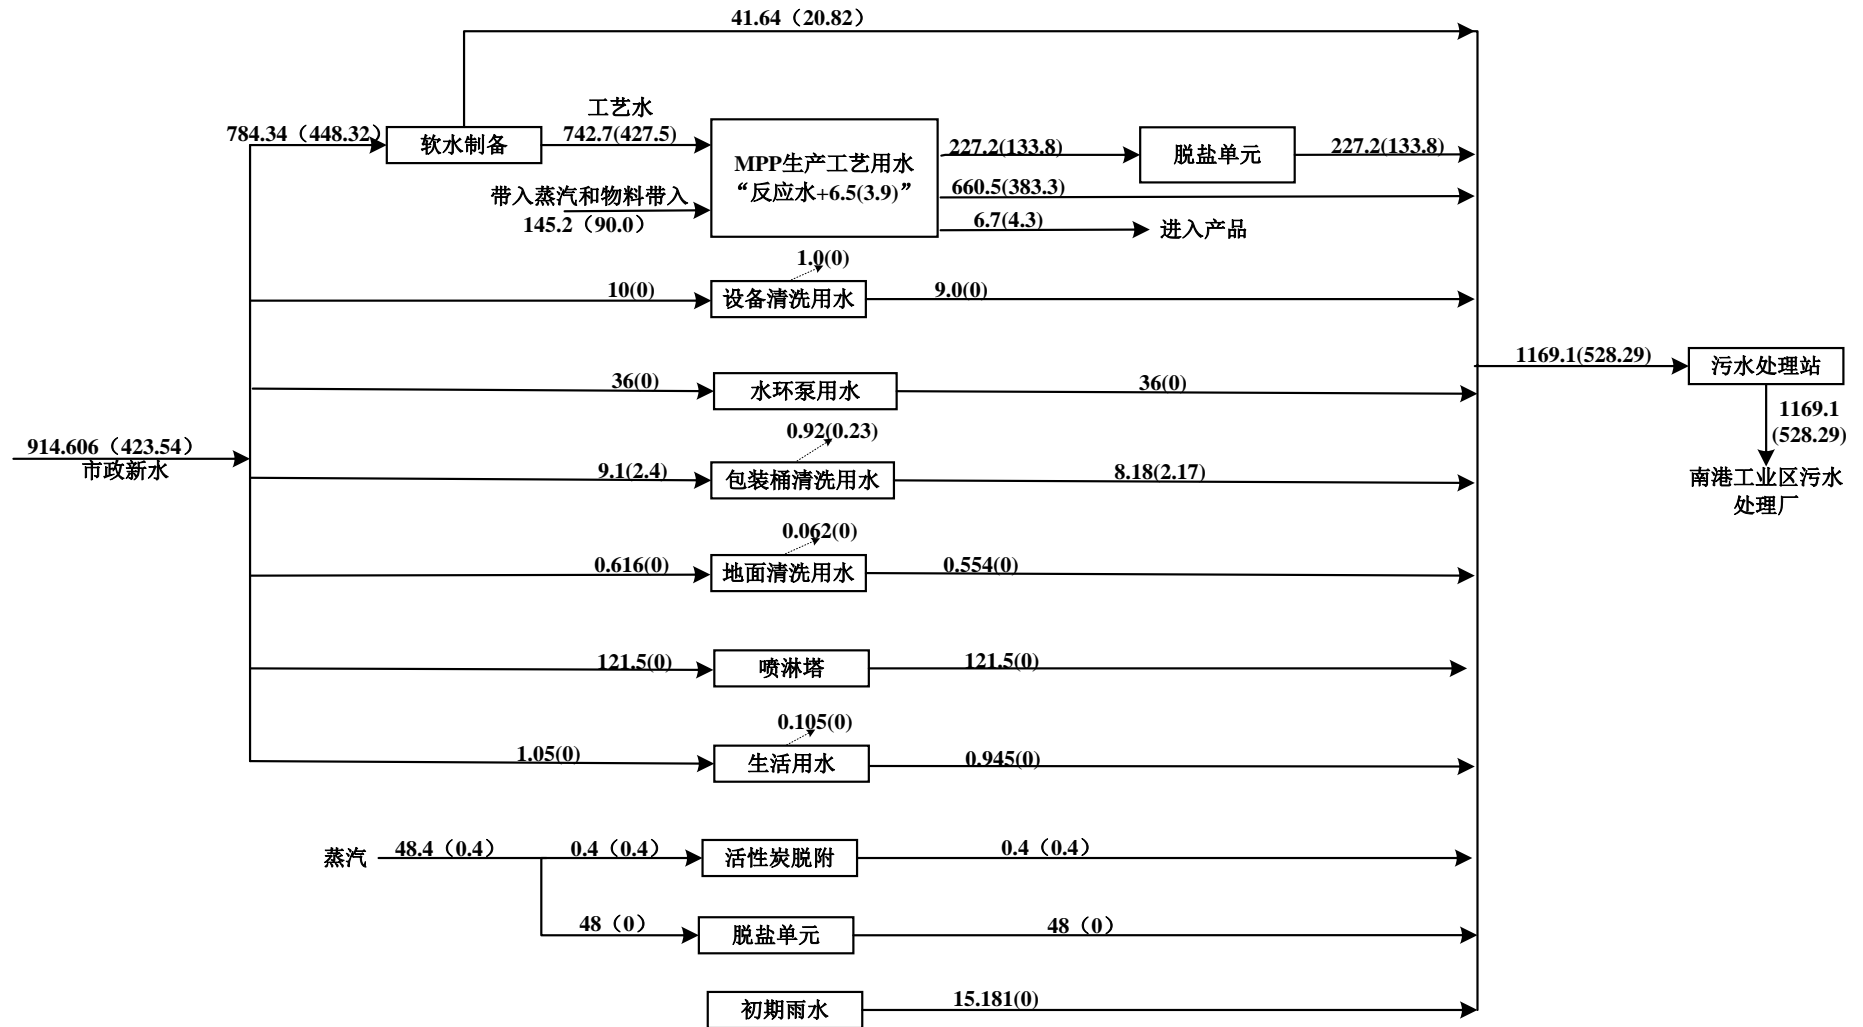 41.64（20.82）
工艺水
784.34（448.32）
软水制备
742.7(427.5)
MPP生产工艺用水
“反应水+6.5(3.9)”
227.2(133.8)
脱盐单元
227.2(133.8)
带入蒸汽和物料带入
145.2（90.0）
660.5(383.3)
6.7(4.3)
进入产品
1.0(0)
10(0)
设备清洗用水
9.0(0)
36(0)
水环泵用水
36(0)
1169.1(528.29)
污水处理站
1169.1
(528.29)
南港工业区污水
处理厂
914.606（423.54）
市政新水
0.92(0.23)
9.1(2.4)
包装桶清洗用水
8.18(2.17)
0.062(0)
0.616(0)
地面清洗用水
0.554(0)
121.5(0)
喷淋塔
121.5(0)
0.105(0)
1.05(0)
生活用水
0.945(0)
蒸汽
48.4（0.4）
0.4（0.4）
活性炭脱附
0.4（0.4）
48（0）
脱盐单元
48（0）
初期雨水
15.181(0)